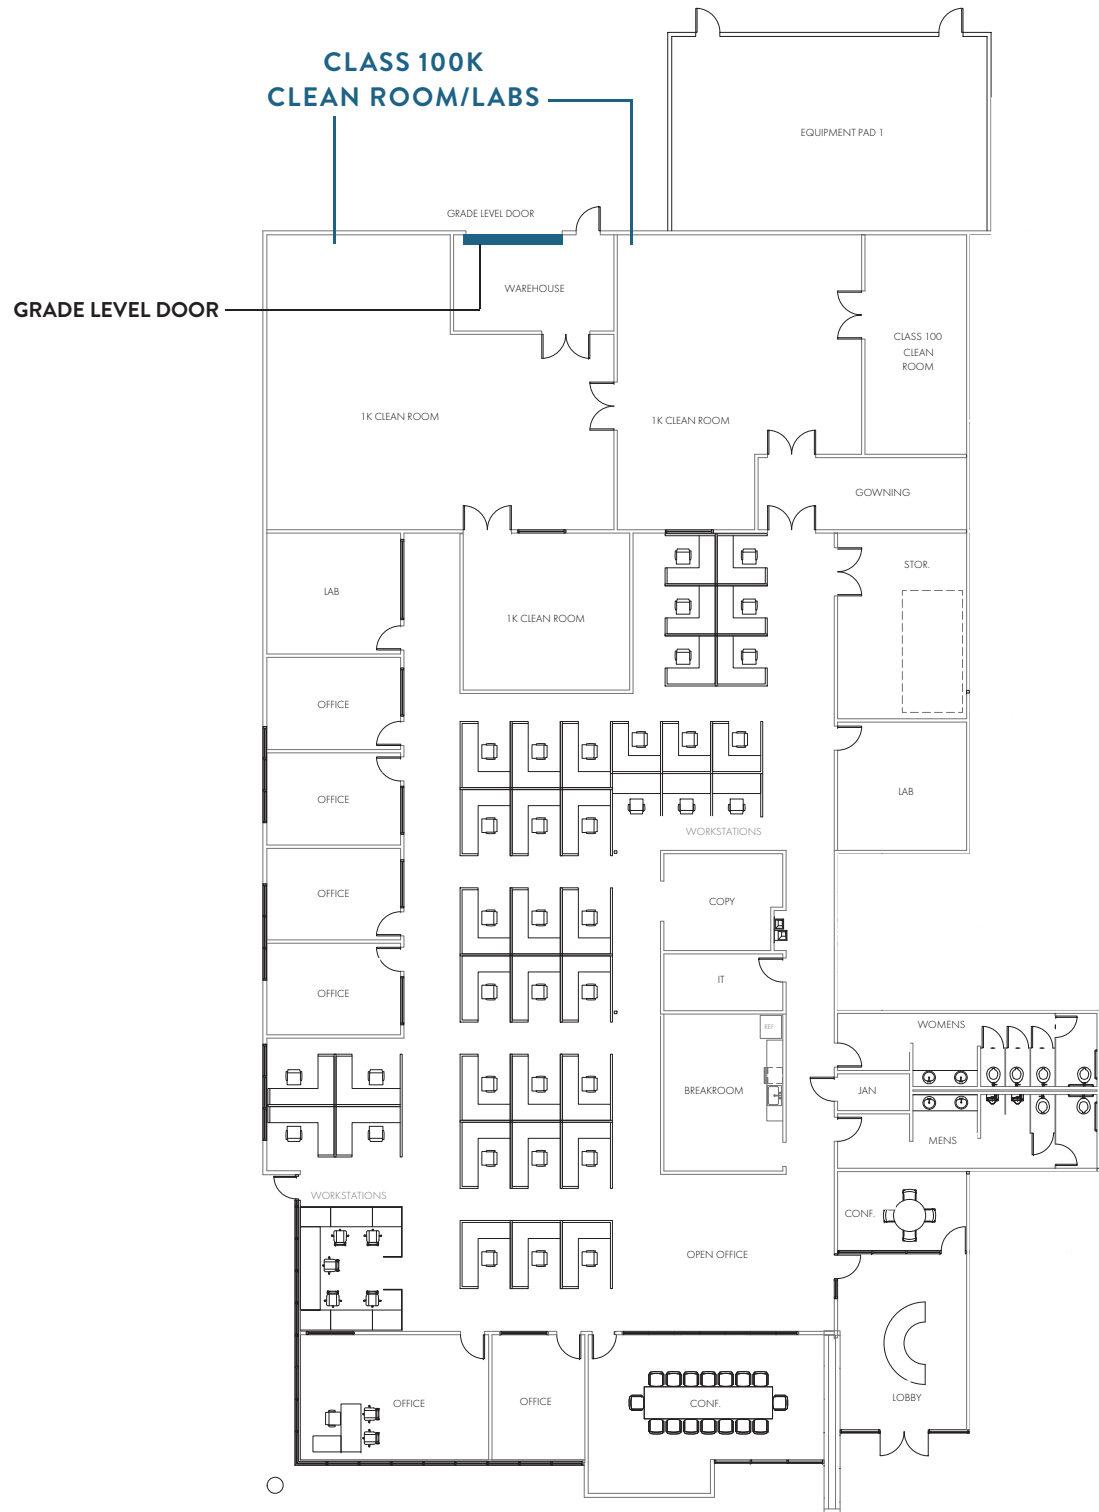 CLASS 100K
CLEAN ROOM/LABS
EQUIPMENT PAD 1
GRADE LEVEL DOOR
WAREHOUSE
GRADE LEVEL DOOR
CLASS 100
CLEAN
ROOM
1K CLEAN ROOM
1K CLEAN ROOM
GOWNING
STOR.
LAB
1K CLEAN ROOM
OFFICE
LAB
OFFICE
WORKSTATIONS
OFFICE
COPY
IT
OFFICE
REF
WOMENS
BREAKROOM
JAN
MENS
WORKSTATIONS
CONF.
OPEN OFFICE
LOBBY
OFFICE
OFFICE
CONF.